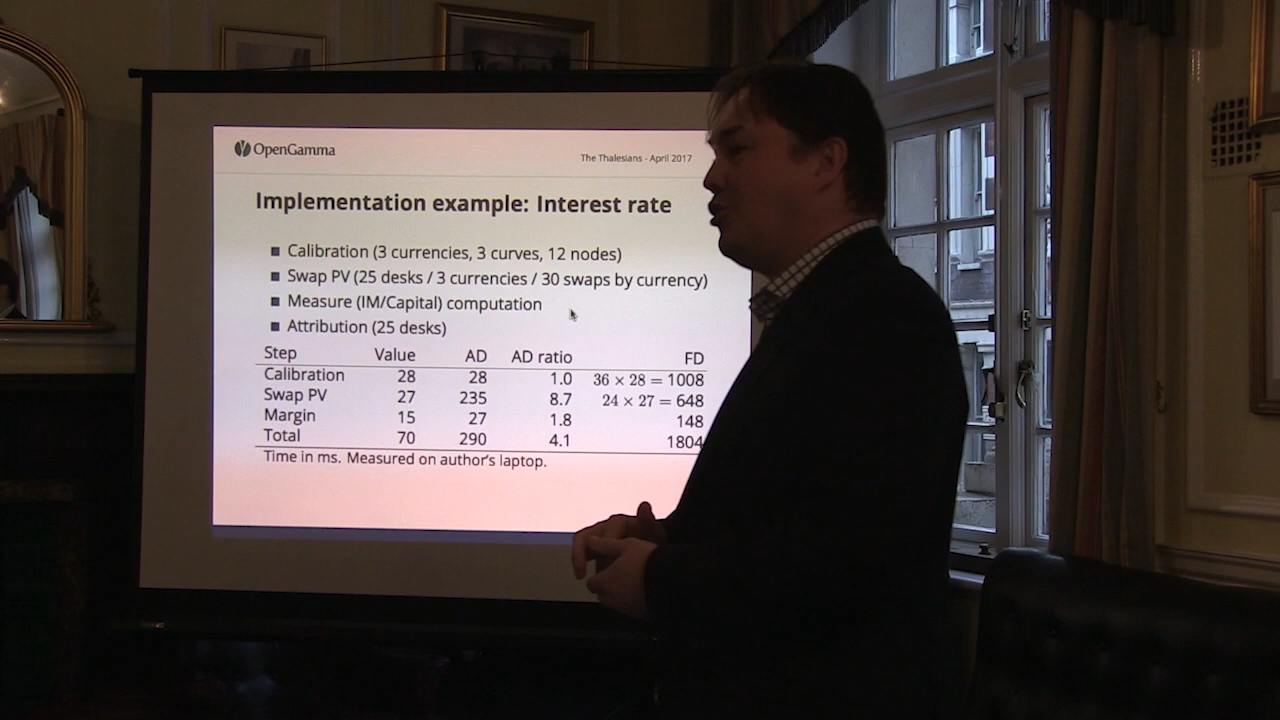 OpenGamma
The Thalesians - April 2017
Implementation example: Interest rate
Calibration (3 currencies, 3 curves, 12 nodes)
Swap PV (25 desks / 3 currencies / 30 swaps by currency)
Measure (IM/Capital) computation
Attribution (25 desks)
Step Value AD AD ratio FD
Calibration 28 28 1.0 36 × 28 = 1008
Swap PV 27 235 8.7 24 × 27 = 648
Margin 15 27 1.8 148
Total 70 290 4.1 1804
Time in ms. Measured on author's laptop.